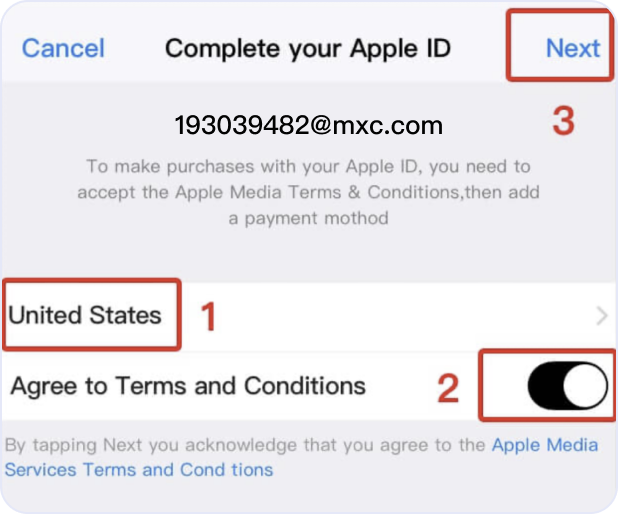 Cancel Complete your Apple ID Next
3
193039482@mxc.com
To make purchases with your Apple ID, you need to
accept the Apple Media Terms & Conditions,then add
a payment mothod
United States 1
Agree to Terms and Conditions 2
By tapping Next you acknowledge that you agree to the Apple Media
Services Terms and Cond tions